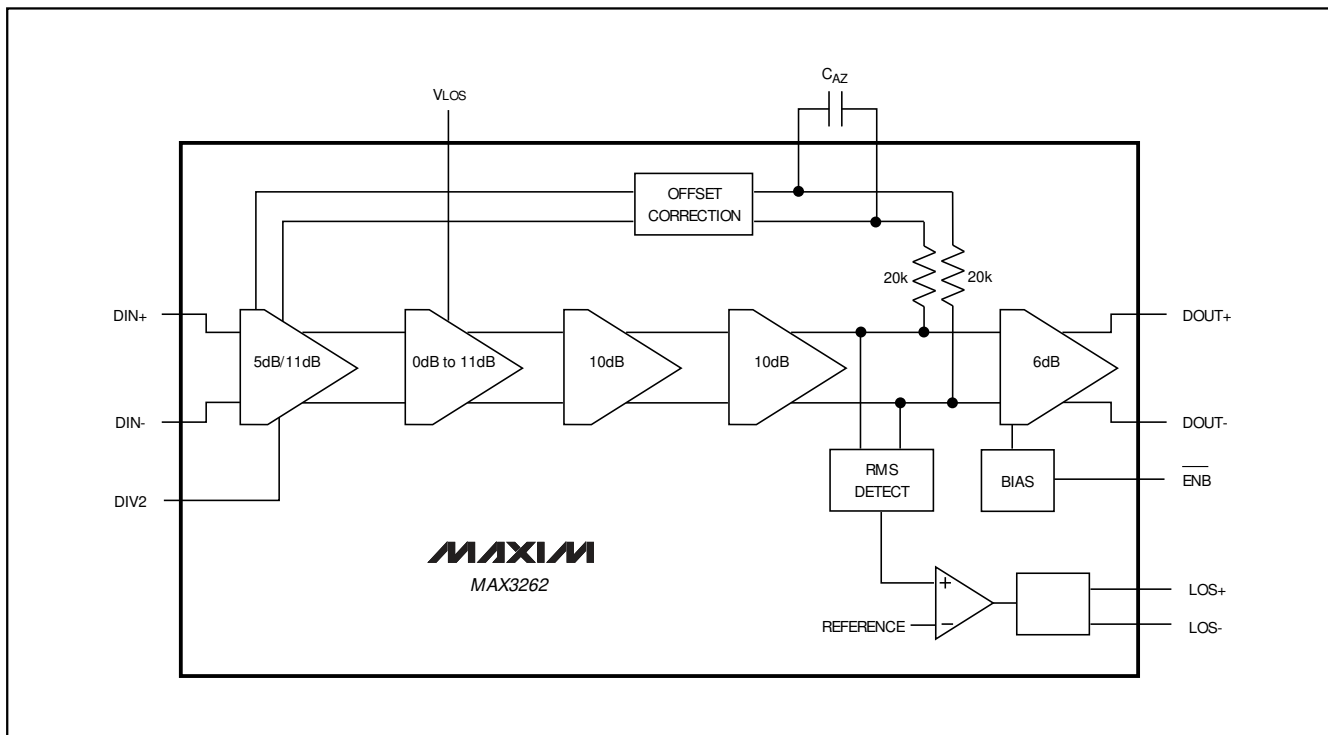 C_AZ
VLOS
OFFSET
CORRECTION
20k
20k
DIN+
DOUT+
5dB/11dB
0dB to 11dB
10dB
10dB
6dB
DIN-
DOUT-
RMS
DETECT
BIAS
ENB
DIV2
MAXIM
MAX3262
+
LOS+
REFERENCE
−
LOS-